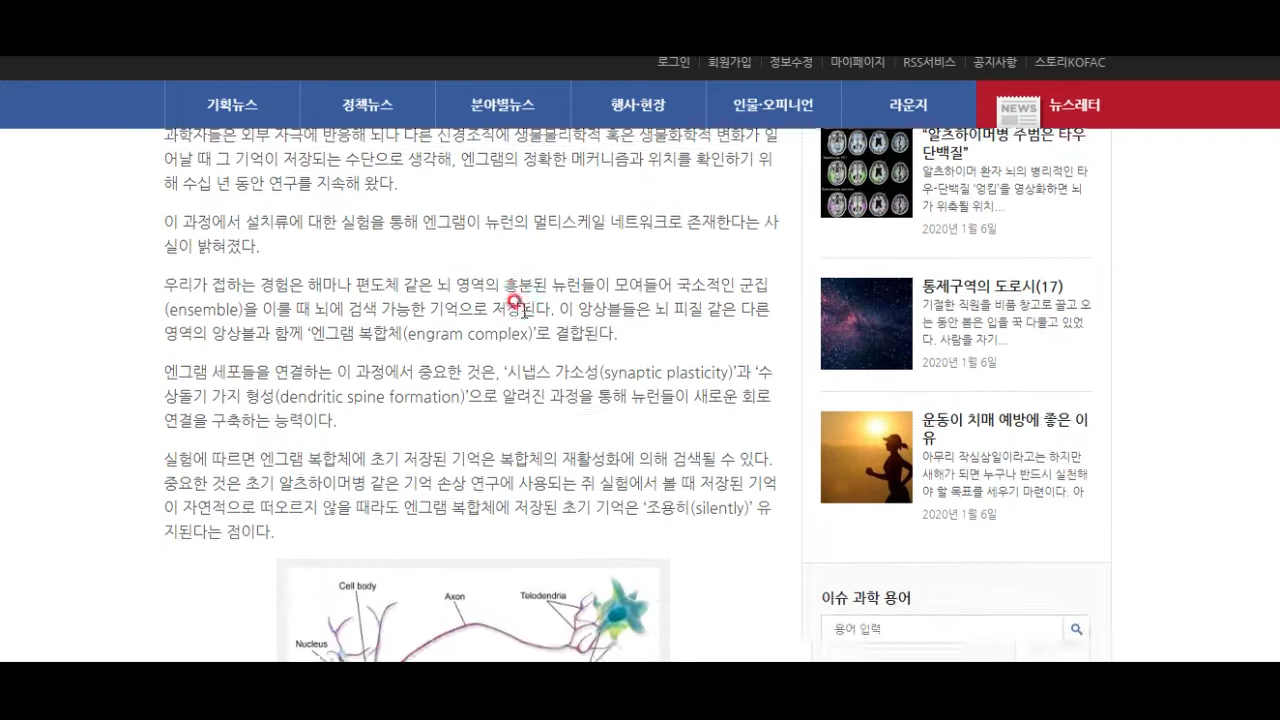 로그인 회원가입 정보수정 마이페이지 RSS서비스 공지사항 스토리KOFAC
기획뉴스 정책뉴스 분야별뉴스 행사·현장 인물·오피니언 라운지 NEWS 뉴스레터
과학자들은 외부 자극에 반응해 뇌나 다른 신경조직에 생물물리학적 혹은 생물화학적 변화가 일
어날 때 그 기억이 저장되는 수단으로 생각해, 엔그램의 정확한 메커니즘과 위치를 확인하기 위
해 수십 년 동안 연구를 지속해 왔다.
이 과정에서 설치류에 대한 실험을 통해 엔그램이 뉴런의 멀티스케일 네트워크로 존재한다는 사
실이 밝혀졌다.
우리가 접하는 경험은 해마나 편도체 같은 뇌 영역의 흥분된 뉴런들이 모여들어 국소적인 군집
(ensemble)을 이룰 때 뇌에 검색 가능한 기억으로 저장된다. 이 앙상블들은 뇌 피질 같은 다른
영역의 앙상블과 함께 ‘엔그램 복합체(engram complex)’로 결합된다.
엔그램 세포들을 연결하는 이 과정에서 중요한 것은, ‘시냅스 가소성(synaptic plasticity)’과 ‘수
상돌기 가지 형성(dendritic spine formation)’으로 알려진 과정을 통해 뉴런들이 새로운 회로
연결을 구축하는 능력이다.
실험에 따르면 엔그램 복합체에 초기 저장된 기억은 복합체의 재활성화에 의해 검색될 수 있다.
중요한 것은 초기 알츠하이머병 같은 기억 손상 연구에 사용되는 쥐 실험에서 볼 때 저장된 기억
이 자연적으로 떠오르지 않을 때라도 엔그램 복합체에 저장된 초기 기억은 ‘조용히(silently)’ 유
지된다는 점이다.
Cell body
Axon
Telodendria
Nucleus
“알츠하이머병 주범은 타우
단백질”
알츠하이머 환자 뇌의 병리적인 타
우-단백질 ‘엉킴’을 영상화하면 뇌
가 위축될 위치...
2020년 1월 6일
통제구역의 도로시(17)
기절한 직원을 비품 창고로 끌고 오
는 동안 봄은 입을 꾹 다물고 있었
다. 사람을 자기...
2020년 1월 6일
운동이 치매 예방에 좋은 이
유
아무리 작심삼일이라고는 하지만
새해가 되면 누구나 반드시 실천해
야 할 목표를 세우기 마련이다. 아
2020년 1월 6일
이슈 과학 용어
용어 입력